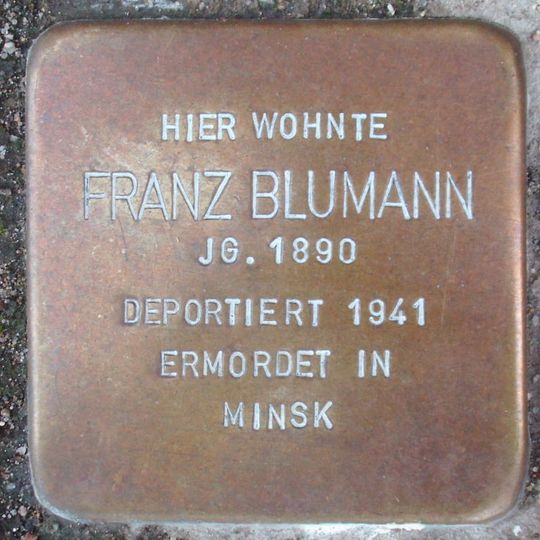 HIER WOHNTE
FRANZ BLUMANN
JG. 1890
DEPORTIERT 1941
ERMORDET IN
MINSK